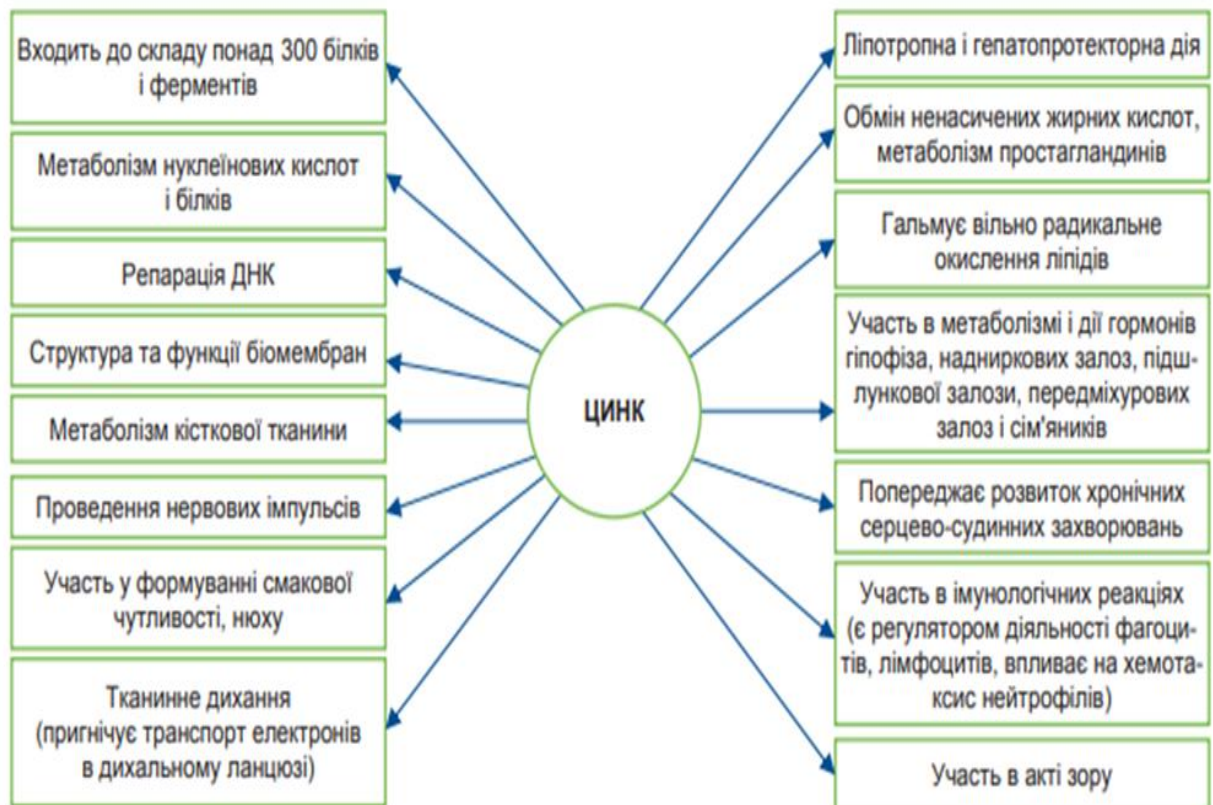 Входить до складу понад 300 білків
і ферментів
Метаболізм нуклеїнових кислот
і білків
Репарація ДНК
Структура та функції біомембран
Метаболізм кісткової тканини
Проведення нервових імпульсів
Участь у формуванні смакової
чутливості, нюху
Тканинне дихання
(пригнічує транспорт електронів
в дихальному ланцюзі)
ЦИНК
Ліпотропна і гепатопротекторна дія
Обмін ненасичених жирних кислот,
метаболізм простагландинів
Гальмує вільно радикальне
окислення ліпідів
Участь в метаболізмі і дії гормонів
гіпофіза, надниркових залоз, підш-
лункової залози, передміхурових
залоз і сім'яників
Попереджає розвиток хронічних
серцево-судинних захворювань
Участь в імунологічних реакціях
(є регулятором діяльності фагоци-
тів, лімфоцитів, впливає на хемота-
ксис нейтрофілів)
Участь в акті зору